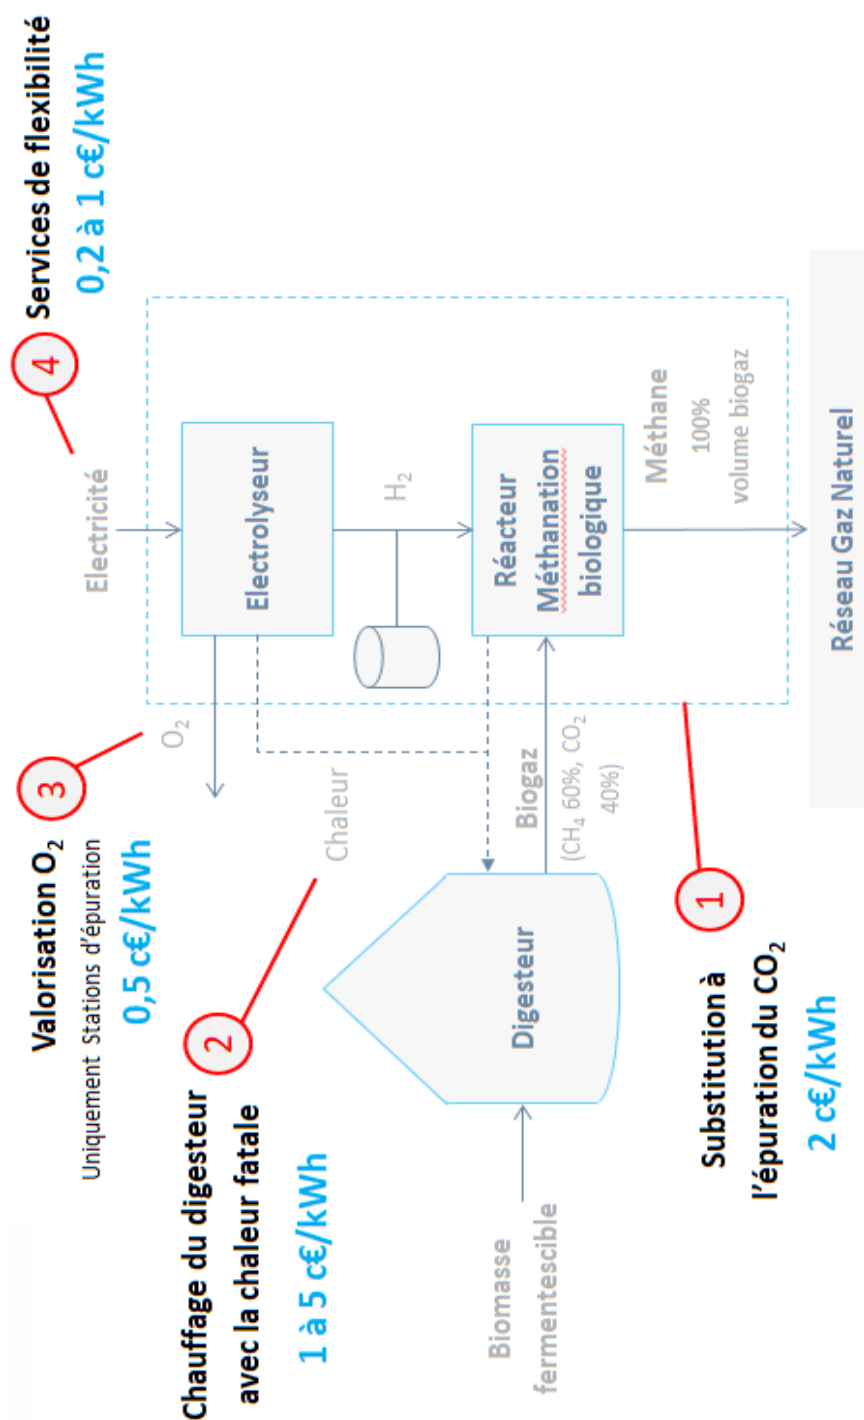 Valorisation O₂
3
Uniquement Stations d'épuration
0,5 c€/kWh
4
Services de flexibilité
0,2 à 1 c€/kWh
Electricité
O₂
Chauffage du digesteur
2
avec la chaleur fatale
1 à 5 c€/kWh
Chaleur
Electrolyseur
H₂
Biomasse
fermentescible
Digesteur
Biogaz
(CH₄ 60%, CO₂
40%)
Réacteur
Méthanation
biologique
Méthane
100%
volume biogaz
1
Substitution à
l'épuration du CO₂
2 c€/kWh
Réseau Gaz Naturel